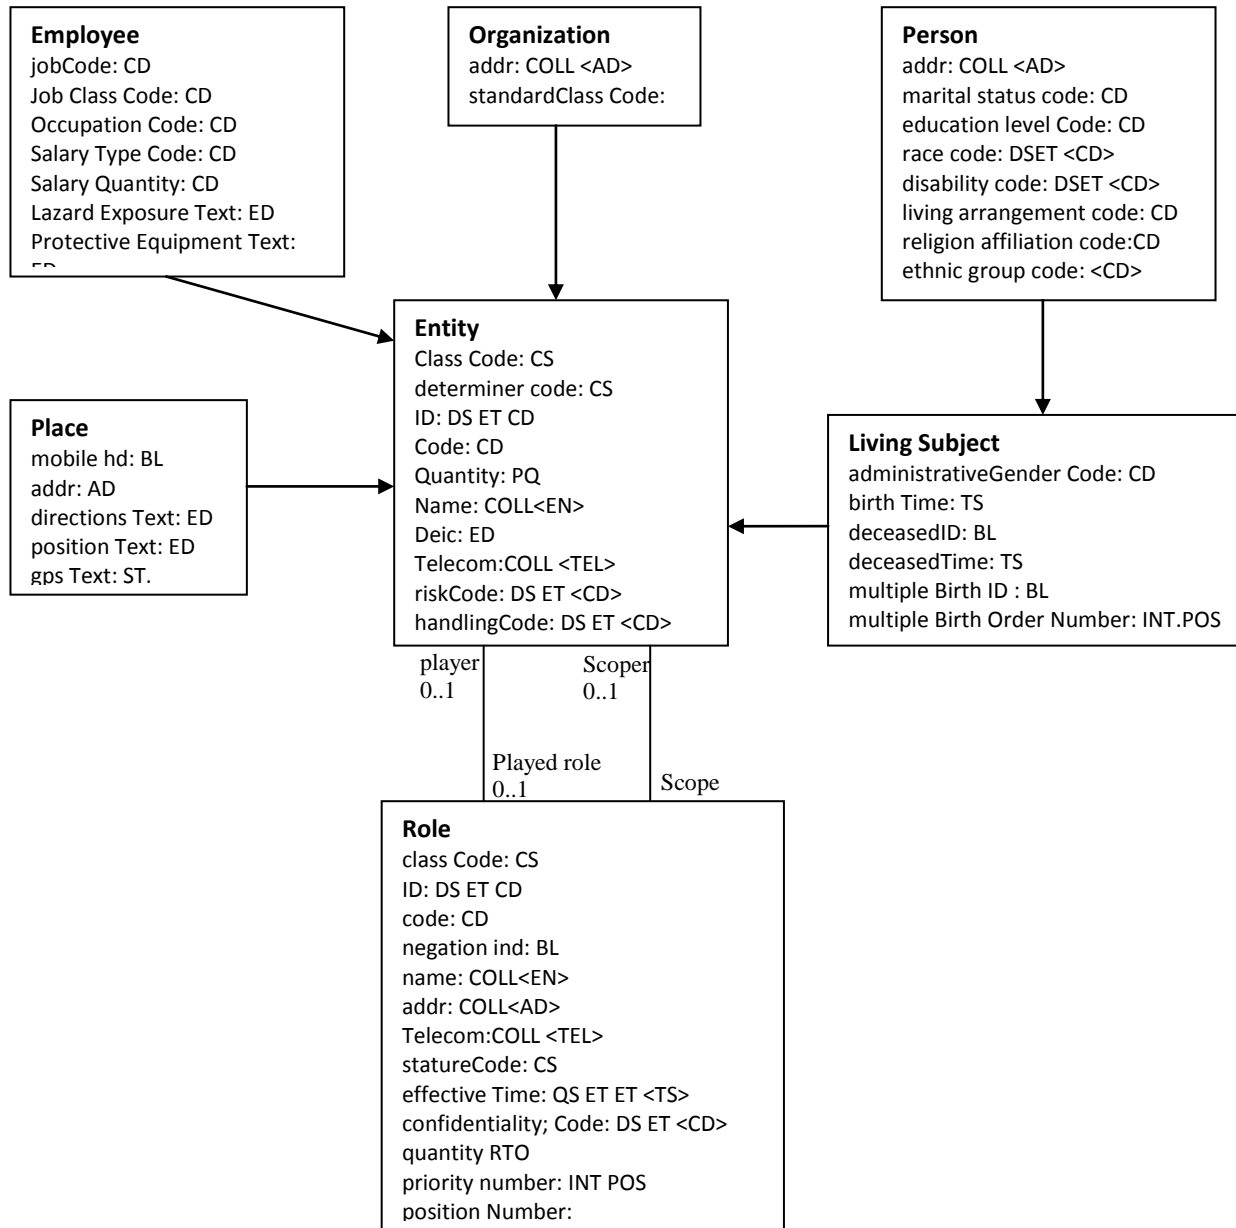 Employee
jobCode: CD
Job Class Code: CD
Occupation Code: CD
Salary Type Code: CD
Salary Quantity: CD
Lazard Exposure Text: ED
Protective Equipment Text:
ED
Organization
addr: COLL <AD>
standardClass Code:
Person
addr: COLL <AD>
marital status code: CD
education level Code: CD
race code: DSET <CD>
disability code: DSET <CD>
living arrangement code: CD
religion affiliation code:CD
ethnic group code: <CD>
Entity
Class Code: CS
determiner code: CS
ID: DS ET CD
Code: CD
Quantity: PQ
Name: COLL<EN>
Deic: ED
Telecom:COLL <TEL>
riskCode: DS ET <CD>
handlingCode: DS ET <CD>
Place
mobile hd: BL
addr: AD
directions Text: ED
position Text: ED
gps Text: ST.
Living Subject
administrativeGender Code: CD
birth Time: TS
deceasedID: BL
deceasedTime: TS
multiple Birth ID : BL
multiple Birth Order Number: INT.POS
player
0..1
Scoper
0..1
Played role
0..1
Scope
Role
class Code: CS
ID: DS ET CD
code: CD
negation ind: BL
name: COLL<EN>
addr: COLL<AD>
Telecom:COLL <TEL>
statureCode: CS
effective Time: QS ET ET <TS>
confidentiality; Code: DS ET <CD>
quantity RTO
priority number: INT POS
position Number: